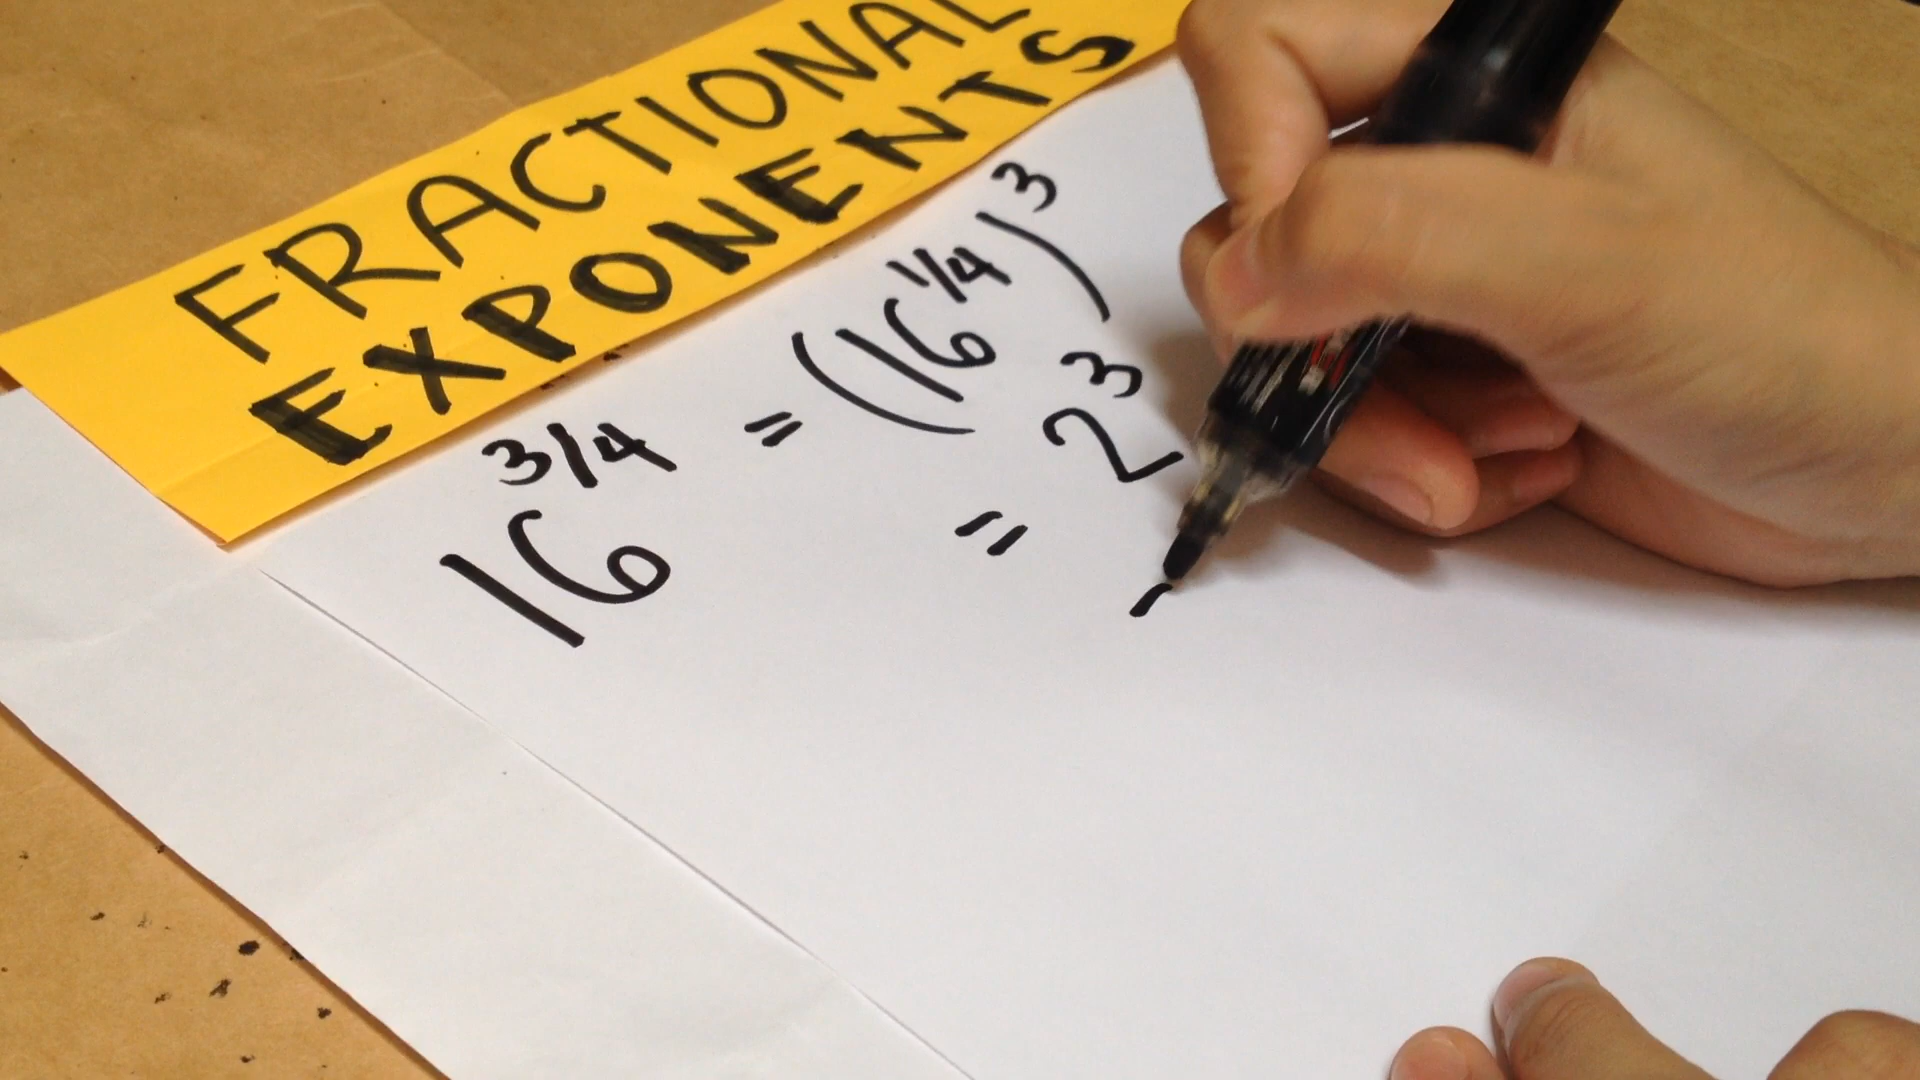 FRACTIONAL
EXPONENTS
16^3/4 = (16^1/4)^3
= 2^3